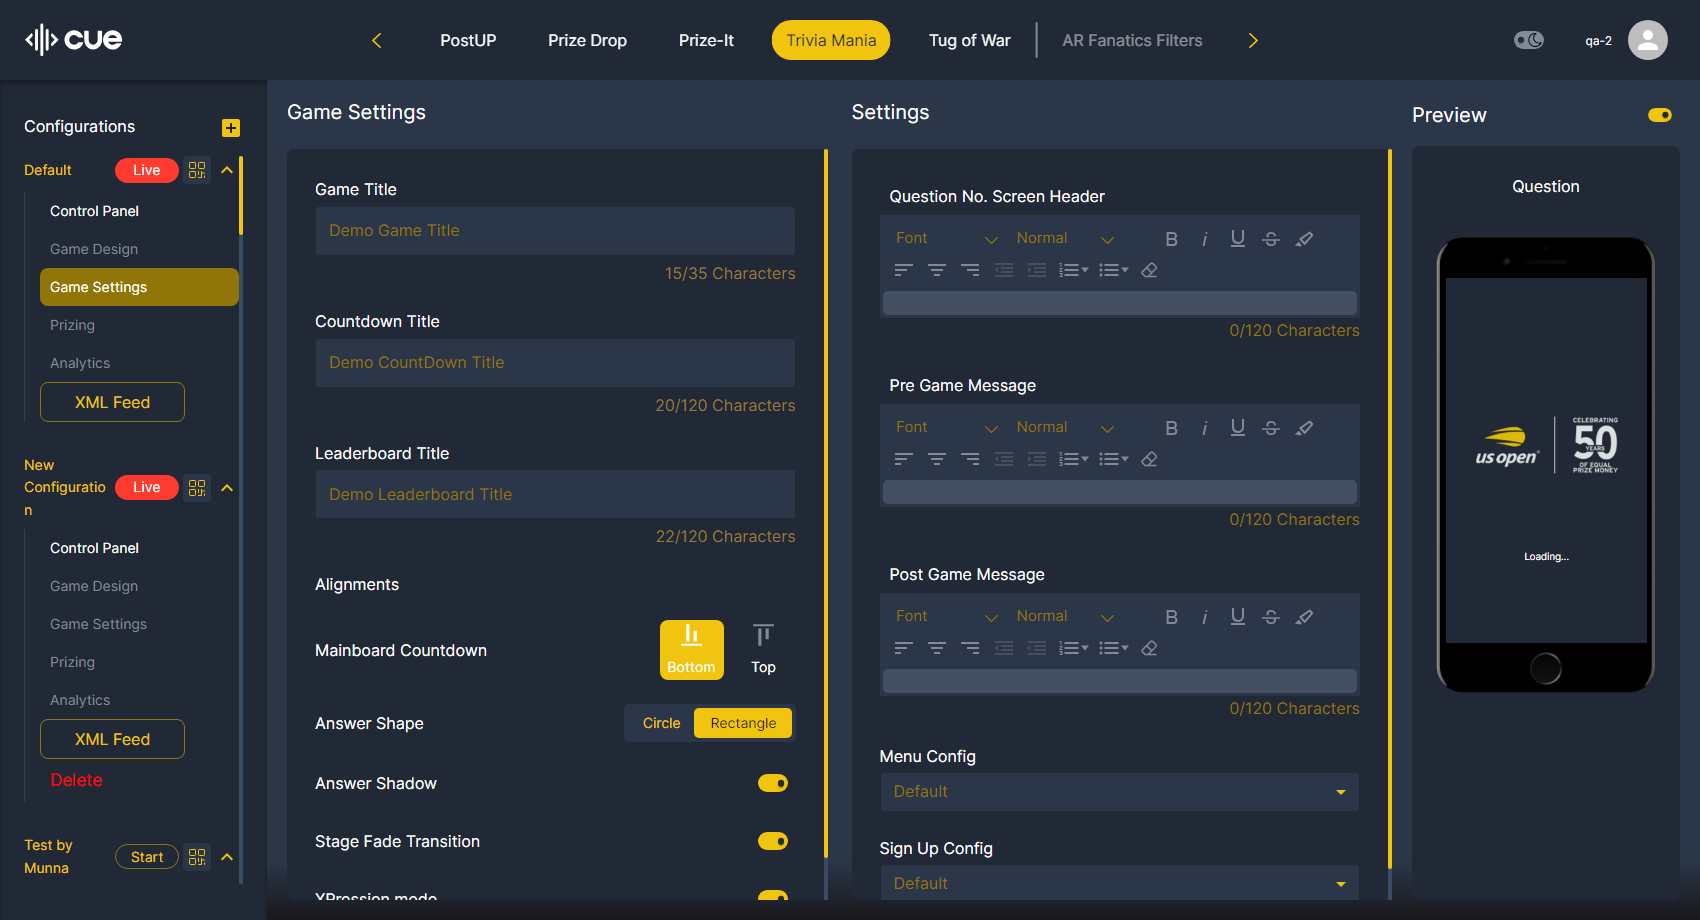 cue
PostUP
Prize Drop
Prize-It
Trivia Mania
Tug of War
AR Fanatics Filters
qa-2
Configurations
Default
Live
Control Panel
Game Design
Game Settings
Prizing
Analytics
XML Feed
New
Configuratio
n
Live
Control Panel
Game Design
Game Settings
Prizing
Analytics
XML Feed
Delete
Test by
Munna
Start
Game Settings
Game Title
Demo Game Title
15/35 Characters
Countdown Title
Demo CountDown Title
20/120 Characters
Leaderboard Title
Demo Leaderboard Title
22/120 Characters
Alignments
Mainboard Countdown
Bottom
Top
Answer Shape
Circle
Rectangle
Answer Shadow
Stage Fade Transition
XPression mode
Settings
Question No. Screen Header
Font
Normal
B i U S
0/120 Characters
Pre Game Message
Font
Normal
B i U S
0/120 Characters
Post Game Message
Font
Normal
B i U S
0/120 Characters
Menu Config
Default
Sign Up Config
Default
Preview
Question
us open
CELEBRATING
50
YEARS
OF EQUAL
PRIZE MONEY
Loading...